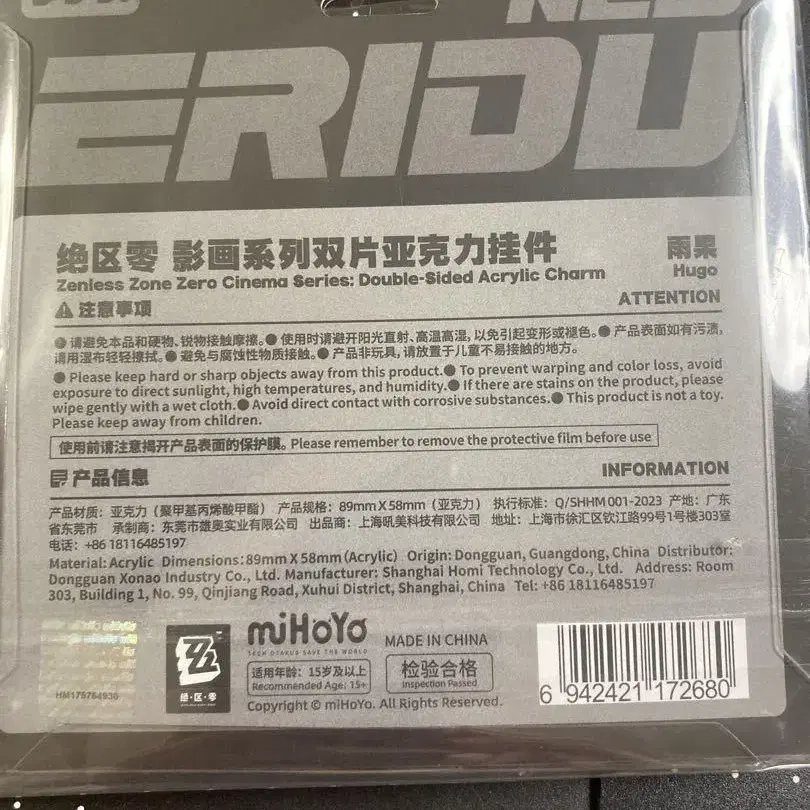 ERIDU
绝区零 影画系列双片亚克力挂件
雨果
Zenless Zone Zero Cinema Series: Double-Sided Acrylic Charm
Hugo
注意事项
ATTENTION
●请避免本品和硬物、锐物接触摩擦。●使用时请避开阳光直射、高温高湿,以免引起变形或褪色。●产品表面如有污渍,
请用湿布轻轻擦拭。●避免与腐蚀性物质接触。●产品非玩具,请放置于儿童不易接触的地方。
●Please keep hard or sharp objects away from this product.●To prevent warping and color loss, avoid
exposure to direct sunlight, high temperatures, and humidity.●If there are stains on the product, please
wipe gently with a wet cloth.●Avoid direct contact with corrosive substances.●This product is not a toy.
Please keep away from children.
使用前请注意揭开产品表面的保护膜。Please remember to remove the protective film before use
产品信息
INFORMATION
产品材质:亚克力(聚甲基丙烯酸甲酯) 产品规格:89mmX58mm(亚克力) 执行标准:Q/SHHM 001-2023 产地:广东
省东莞市 承制商:东莞市雄奥实业有限公司 出品商:上海吼美科技有限公司 地址:上海市徐汇区钦江路99号1号楼303室
电话:+86 18116485197
Material: Acrylic Dimensions:89mm X 58mm (Acrylic) Origin: Dongguan, Guangdong, China Distributor:
Dongguan Xonao Industry Co., Ltd. Manufacturer: Shanghai Homi Technology Co., Ltd. Address: Room
303, Building 1, No. 99, Qinjiang Road, Xuhui District, Shanghai, China Tel: +86 18116485197
miHoYo
TECH OTAKUS SAVE THE WORLD
MADE IN CHINA
适用年龄:15岁及以上
Recommended Age: 15+
检验合格
Inspection Passed
绝·区·零
HM175764930
Copyright © miHoYo. All Rights Reserved.
6 942421 172680